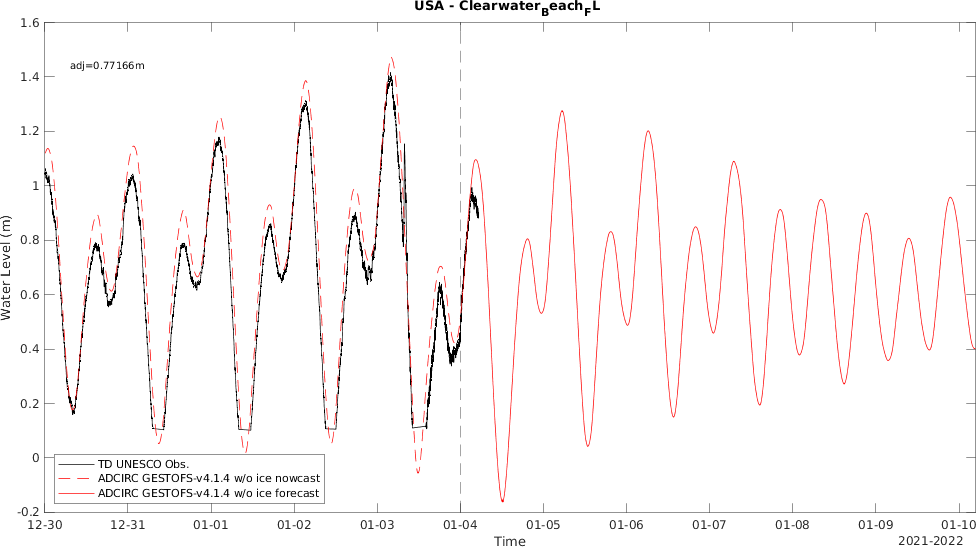 USA - Clearwater_Beach_FL
adj=0.77166m
Water Level (m)
1.6
1.4
1.2
1
0.8
0.6
0.4
0.2
0
-0.2
TD UNESCO Obs.
ADCIRC GESTOFS-v4.1.4 w/o ice nowcast
ADCIRC GESTOFS-v4.1.4 w/o ice forecast
12-30 12-31 01-01 01-02 01-03 01-04 01-05 01-06 01-07 01-08 01-09 01-10
Time
2021-2022